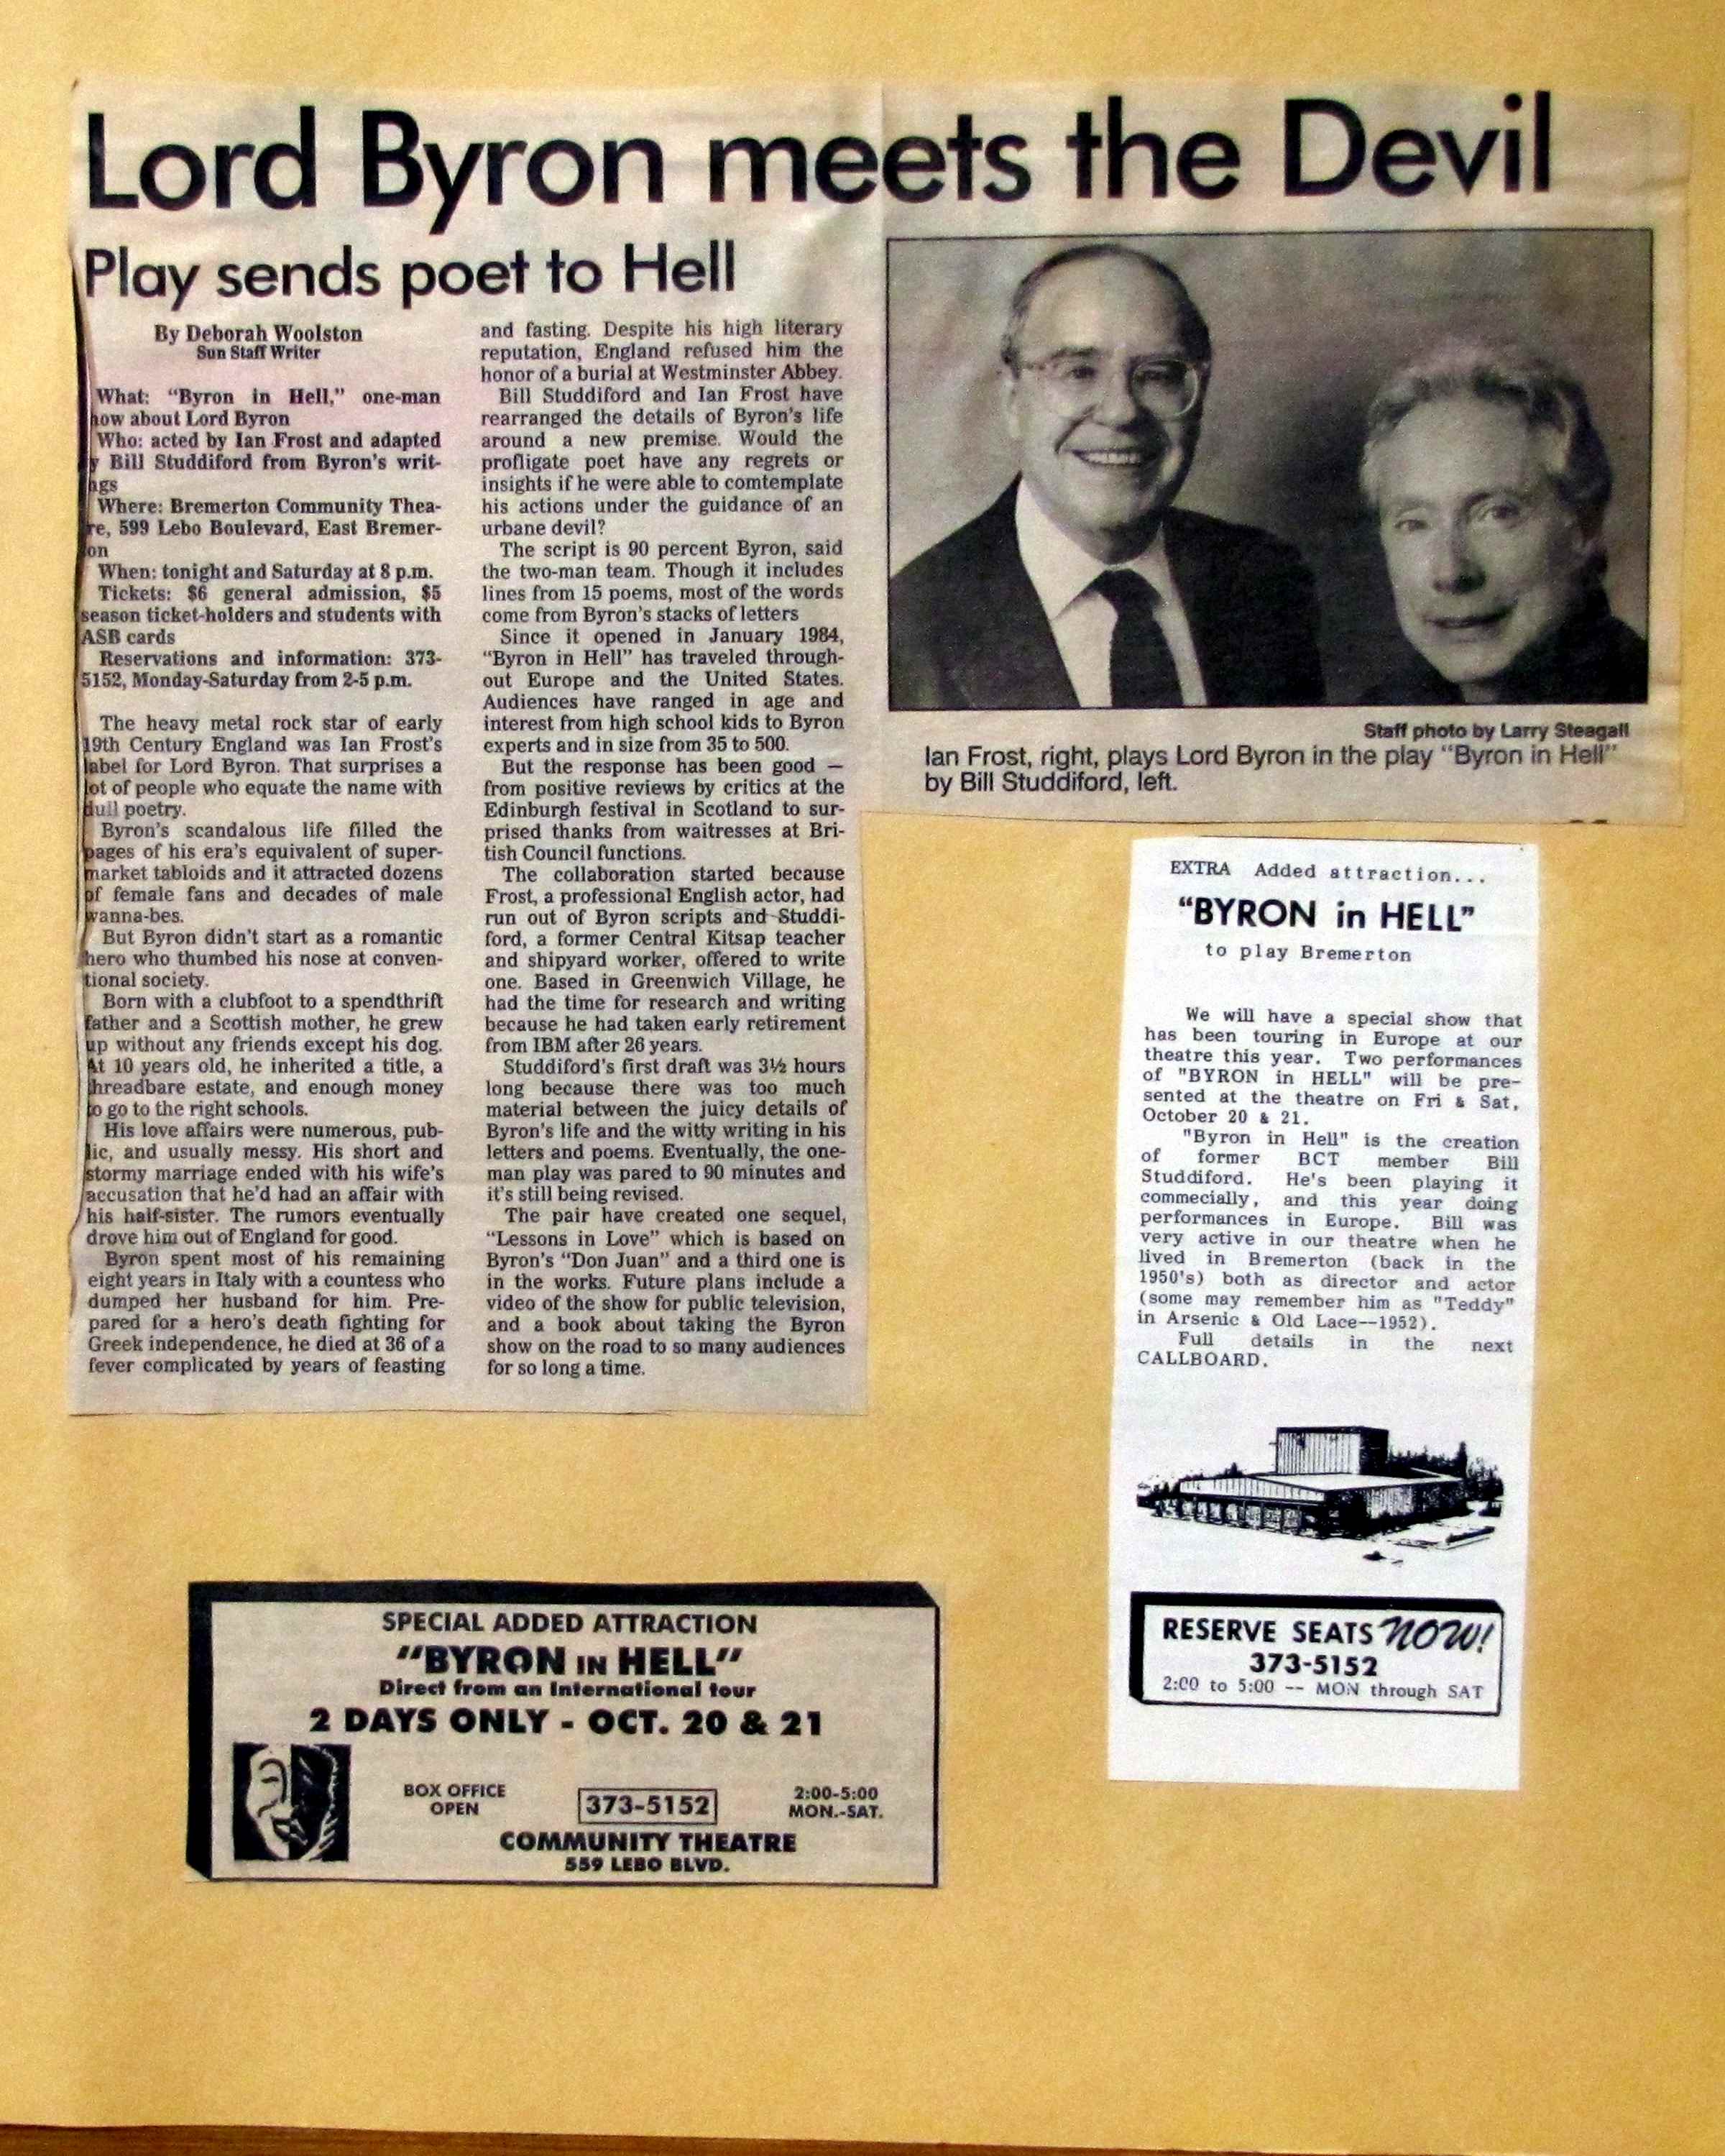 Lord Byron meets the Devil
Play sends poet to Hell
By Deborah Woolston
Sun Staff Writer
What: "Byron in Hell," one-man
how about Lord Byron
Who: acted by Ian Frost and adapted
y Bill Studdiford from Byron's writ-
ngs
Where: Bremerton Community Thea-
re, 599 Lebo Boulevard, East Bremer-
on
When: tonight and Saturday at 8 p.m.
Tickets: $6 general admission, $5
season ticket-holders and students with
ASB cards
Reservations and information: 373-
5152, Monday-Saturday from 2-5 p.m.
The heavy metal rock star of early
19th Century England was Ian Frost's
label for Lord Byron. That surprises a
lot of people who equate the name with
dull poetry.
Byron's scandalous life filled the
pages of his era's equivalent of super-
market tabloids and it attracted dozens
of female fans and decades of male
wanna-bes.
But Byron didn't start as a romantic
hero who thumbed his nose at conven-
tional society.
Born with a clubfoot to a spendthrift
father and a Scottish mother, he grew
up without any friends except his dog.
At 10 years old, he inherited a title, a
threadbare estate, and enough money
to go to the right schools.
His love affairs were numerous, pub-
lic, and usually messy. His short and
stormy marriage ended with his wife's
accusation that he'd had an affair with
his half-sister. The rumors eventually
drove him out of England for good.
Byron spent most of his remaining
eight years in Italy with a countess who
dumped her husband for him. Pre-
pared for a hero's death fighting for
Greek independence, he died at 36 of a
fever complicated by years of feasting
and fasting. Despite his high literary
reputation, England refused him the
honor of a burial at Westminster Abbey.
Bill Studdiford and Ian Frost have
rearranged the details of Byron's life
around a new premise. Would the
profligate poet have any regrets or
insights if he were able to comtemplate
his actions under the guidance of an
urbane devil?
The script is 90 percent Byron, said
the two-man team. Though it includes
lines from 15 poems, most of the words
come from Byron's stacks of letters
Since it opened in January 1984,
"Byron in Hell" has traveled through-
out Europe and the United States.
Audiences have ranged in age and
interest from high school kids to Byron
experts and in size from 35 to 500.
But the response has been good —
from positive reviews by critics at the
Edinburgh festival in Scotland to sur-
prised thanks from waitresses at Bri-
tish Council functions.
The collaboration started because
Frost, a professional English actor, had
run out of Byron scripts and Studdi-
ford, a former Central Kitsap teacher
and shipyard worker, offered to write
one. Based in Greenwich Village, he
had the time for research and writing
because he had taken early retirement
from IBM after 26 years.
Studdiford's first draft was 3½ hours
long because there was too much
material between the juicy details of
Byron's life and the witty writing in his
letters and poems. Eventually, the one-
man play was pared to 90 minutes and
it's still being revised.
The pair have created one sequel,
"Lessons in Love" which is based on
Byron's "Don Juan" and a third one is
in the works. Future plans include a
video of the show for public television,
and a book about taking the Byron
show on the road to so many audiences
for so long a time.
Staff photo by Larry Steagall
Ian Frost, right, plays Lord Byron in the play "Byron in Hell"
by Bill Studdiford, left.
EXTRA Added attraction...
"BYRON in HELL"
to play Bremerton
We will have a special show that
has been touring in Europe at our
theatre this year. Two performances
of "BYRON in HELL" will be pre-
sented at the theatre on Fri & Sat,
October 20 & 21.
"Byron in Hell" is the creation
of former BCT member Bill
Studdiford. He's been playing it
commecially, and this year doing
performances in Europe. Bill was
very active in our theatre when he
lived in Bremerton (back in the
1950's) both as director and actor
(some may remember him as "Teddy"
in Arsenic & Old Lace--1952).
Full details in the next
CALLBOARD.
RESERVE SEATS NOW!
373-5152
2:00 to 5:00 -- MON through SAT
SPECIAL ADDED ATTRACTION
"BYRON IN HELL"
Direct from an International tour
2 DAYS ONLY - OCT. 20 & 21
BOX OFFICE
OPEN
373-5152
2:00-5:00
MON.-SAT.
COMMUNITY THEATRE
559 LEBO BLVD.